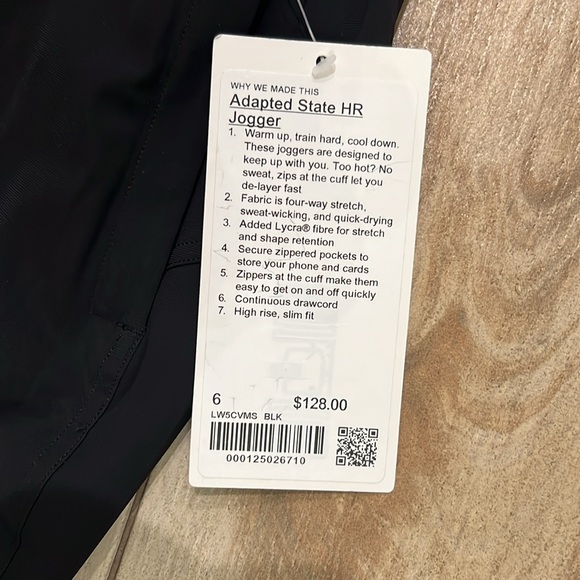 WHY WE MADE THIS
Adapted State HR
Jogger
1. Warm up, train hard, cool down.
These joggers are designed to
keep up with you. Too hot? No
sweat, zips at the cuff let you
de-layer fast
2. Fabric is four-way stretch,
sweat-wicking, and quick-drying
3. Added Lycra® fibre for stretch
and shape retention
4. Secure zippered pockets to
store your phone and cards
5. Zippers at the cuff make them
easy to get on and off quickly
6. Continuous drawcord
7. High rise, slim fit
6 $128.00
LW5CVMS BLK
000125026710